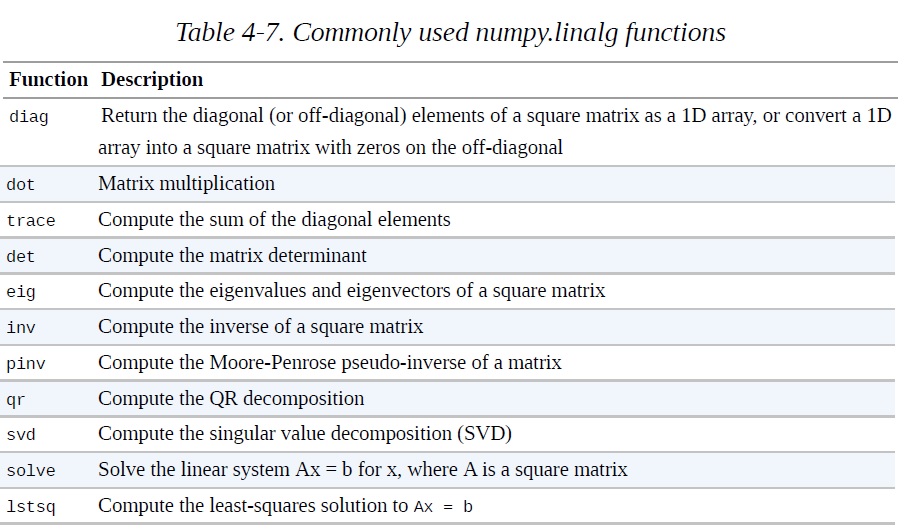 Table 4-7. Commonly used numpy.linalg functions
Function Description
diag Return the diagonal (or off-diagonal) elements of a square matrix as a 1D array, or convert a 1D
array into a square matrix with zeros on the off-diagonal
dot Matrix multiplication
trace Compute the sum of the diagonal elements
det Compute the matrix determinant
eig Compute the eigenvalues and eigenvectors of a square matrix
inv Compute the inverse of a square matrix
pinv Compute the Moore-Penrose pseudo-inverse of a matrix
qr Compute the QR decomposition
svd Compute the singular value decomposition (SVD)
solve Solve the linear system Ax = b for x, where A is a square matrix
lstsq Compute the least-squares solution to Ax = b